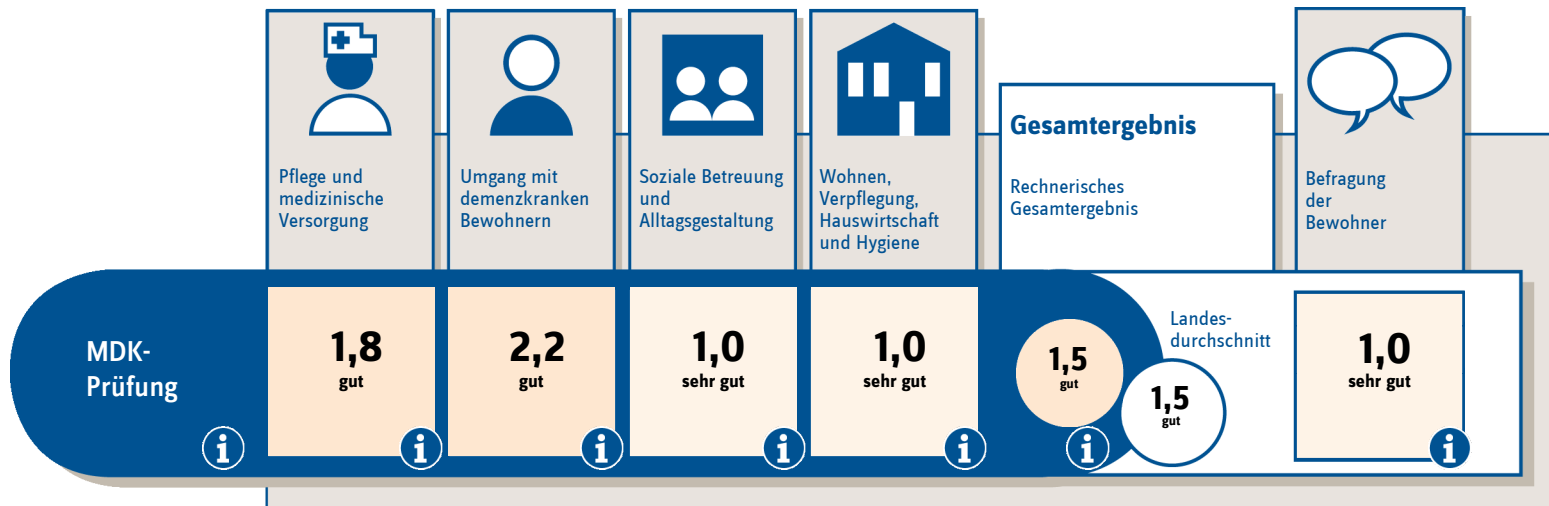 Pflege und
medizinische
Versorgung
Umgang mit
demenzkranken
Bewohnern
Soziale Betreuung
und
Alltagsgestaltung
Wohnen,
Verpflegung,
Hauswirtschaft
und Hygiene
Gesamtergebnis
Rechnerisches
Gesamtergebnis
Befragung
der
Bewohner
MDK-
Prüfung
i
1,8
gut
i
2,2
gut
i
1,0
sehr gut
i
1,0
sehr gut
i
1,5
gut
i
Landes-
durchschnitt
1,5
gut
1,0
sehr gut
i